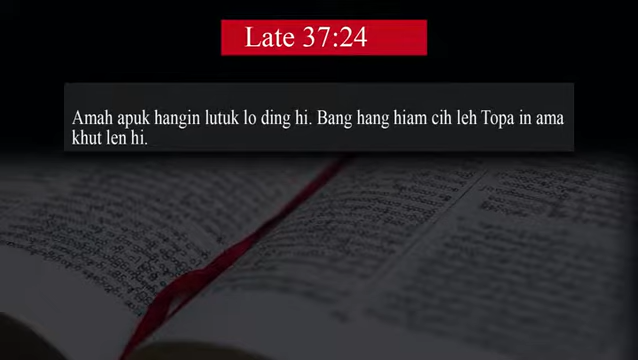 Late 37:24
Amah apuk hangin lutuk lo ding hi. Bang hang hiam cih leh Topa in ama
khut len hi.